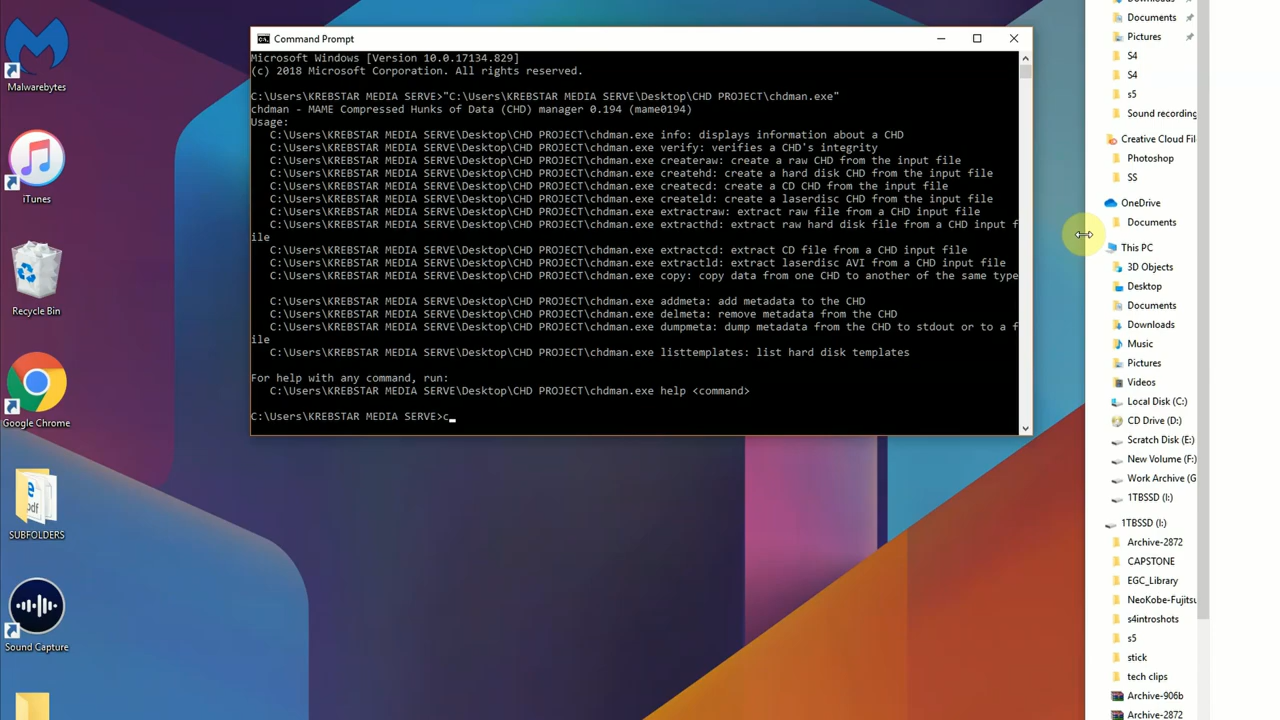 Malwarebytes
iTunes
Recycle Bin
Google Chrome
pdf
SUBFOLDERS
Sound Capture
Command Prompt
Microsoft Windows [Version 10.0.17134.829]
(c) 2018 Microsoft Corporation. All rights reserved.
C:\Users\KREBSTAR MEDIA SERVE>"C:\Users\KREBSTAR MEDIA SERVE\Desktop\CHD PROJECT\chdman.exe"
chdman - MAME Compressed Hunks of Data (CHD) manager 0.194 (mame0194)
Usage:
C:\Users\KREBSTAR MEDIA SERVE\Desktop\CHD PROJECT\chdman.exe info: displays information about a CHD
C:\Users\KREBSTAR MEDIA SERVE\Desktop\CHD PROJECT\chdman.exe verify: verifies a CHD's integrity
C:\Users\KREBSTAR MEDIA SERVE\Desktop\CHD PROJECT\chdman.exe createraw: create a raw CHD from the input file
C:\Users\KREBSTAR MEDIA SERVE\Desktop\CHD PROJECT\chdman.exe createhd: create a hard disk CHD from the input file
C:\Users\KREBSTAR MEDIA SERVE\Desktop\CHD PROJECT\chdman.exe createcd: create a CD CHD from the input file
C:\Users\KREBSTAR MEDIA SERVE\Desktop\CHD PROJECT\chdman.exe createld: create a laserdisc CHD from the input file
C:\Users\KREBSTAR MEDIA SERVE\Desktop\CHD PROJECT\chdman.exe extractraw: extract raw file from a CHD input file
C:\Users\KREBSTAR MEDIA SERVE\Desktop\CHD PROJECT\chdman.exe extracthd: extract raw hard disk file from a CHD input f
ile
C:\Users\KREBSTAR MEDIA SERVE\Desktop\CHD PROJECT\chdman.exe extractcd: extract CD file from a CHD input file
C:\Users\KREBSTAR MEDIA SERVE\Desktop\CHD PROJECT\chdman.exe extractld: extract laserdisc AVI from a CHD input file
C:\Users\KREBSTAR MEDIA SERVE\Desktop\CHD PROJECT\chdman.exe copy: copy data from one CHD to another of the same type
C:\Users\KREBSTAR MEDIA SERVE\Desktop\CHD PROJECT\chdman.exe addmeta: add metadata to the CHD
C:\Users\KREBSTAR MEDIA SERVE\Desktop\CHD PROJECT\chdman.exe delmeta: remove metadata from the CHD
C:\Users\KREBSTAR MEDIA SERVE\Desktop\CHD PROJECT\chdman.exe dumpmeta: dump metadata from the CHD to stdout or to a f
ile
C:\Users\KREBSTAR MEDIA SERVE\Desktop\CHD PROJECT\chdman.exe listtemplates: list hard disk templates
For help with any command, run:
C:\Users\KREBSTAR MEDIA SERVE\Desktop\CHD PROJECT\chdman.exe help <command>
C:\Users\KREBSTAR MEDIA SERVE>c_
Downloads
Documents
Pictures
S4
S4
s5
Sound recording
Creative Cloud Fil
Photoshop
SS
OneDrive
Documents
This PC
3D Objects
Desktop
Documents
Downloads
Music
Pictures
Videos
Local Disk (C:)
CD Drive (D:)
Scratch Disk (E:)
New Volume (F:)
Work Archive (G
1TBSSD (I:)
1TBSSD (I:)
Archive-2872
CAPSTONE
EGC_Library
NeoKobe-Fujitsu
s4introshots
s5
stick
tech clips
Archive-906b
Archive-2872